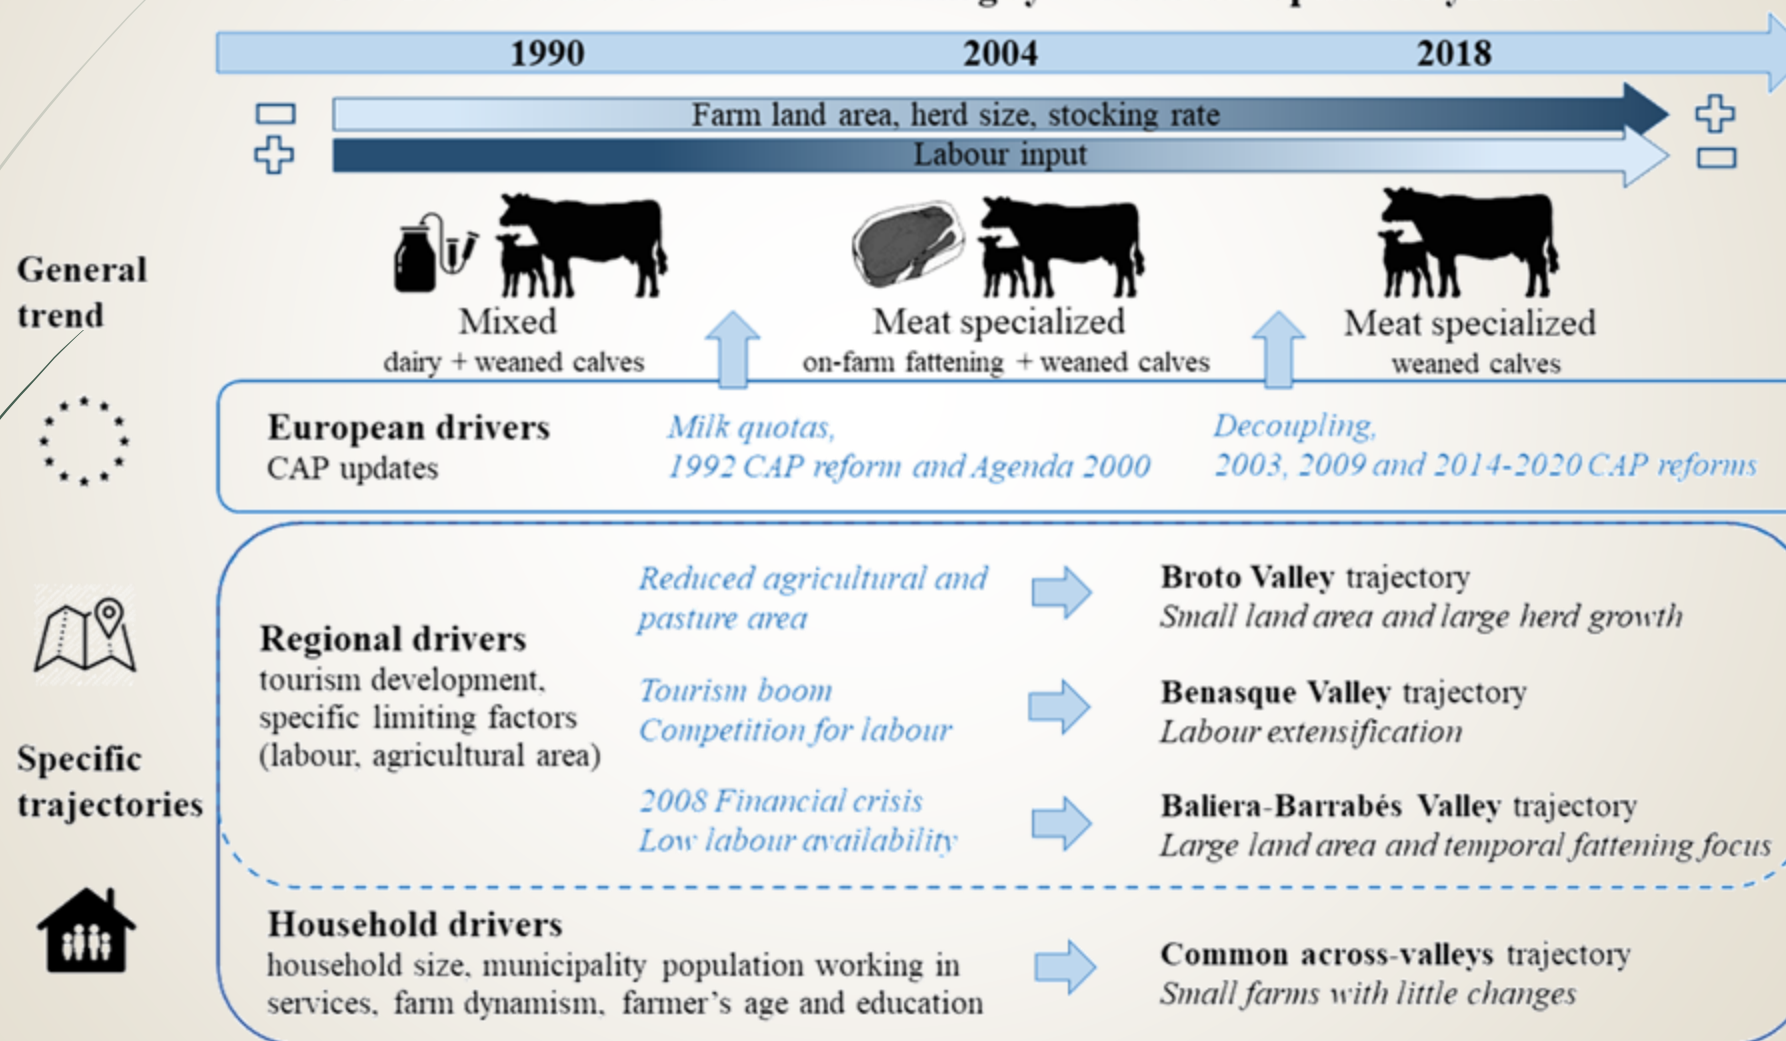 1990 2004 2018
Farm land area, herd size, stocking rate
Labour input
General
trend
Mixed
dairy + weaned calves
Meat specialized
on-farm fattening + weaned calves
Meat specialized
weaned calves
European drivers
CAP updates
Milk quotas,
1992 CAP reform and Agenda 2000
Decoupling,
2003, 2009 and 2014-2020 CAP reforms
Specific
trajectories
Regional drivers
tourism development,
specific limiting factors
(labour, agricultural area)
Reduced agricultural and
pasture area
Broto Valley trajectory
Small land area and large herd growth
Tourism boom
Competition for labour
Benasque Valley trajectory
Labour extensification
2008 Financial crisis
Low labour availability
Baliera-Barrabés Valley trajectory
Large land area and temporal fattening focus
Household drivers
household size, municipality population working in
services, farm dynamism, farmer's age and education
Common across-valleys trajectory
Small farms with little changes